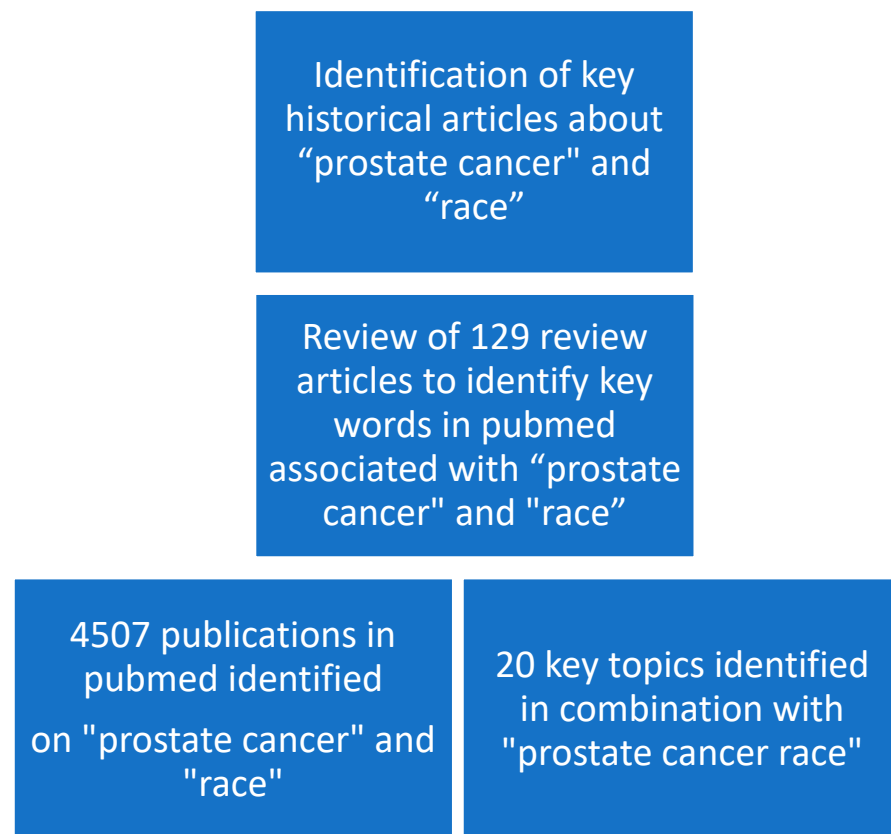 Identification of key
historical articles about
“prostate cancer" and
“race”
Review of 129 review
articles to identify key
words in pubmed
associated with “prostate
cancer" and "race”
4507 publications in
pubmed identified
on "prostate cancer" and
"race"
20 key topics identified
in combination with
"prostate cancer race"